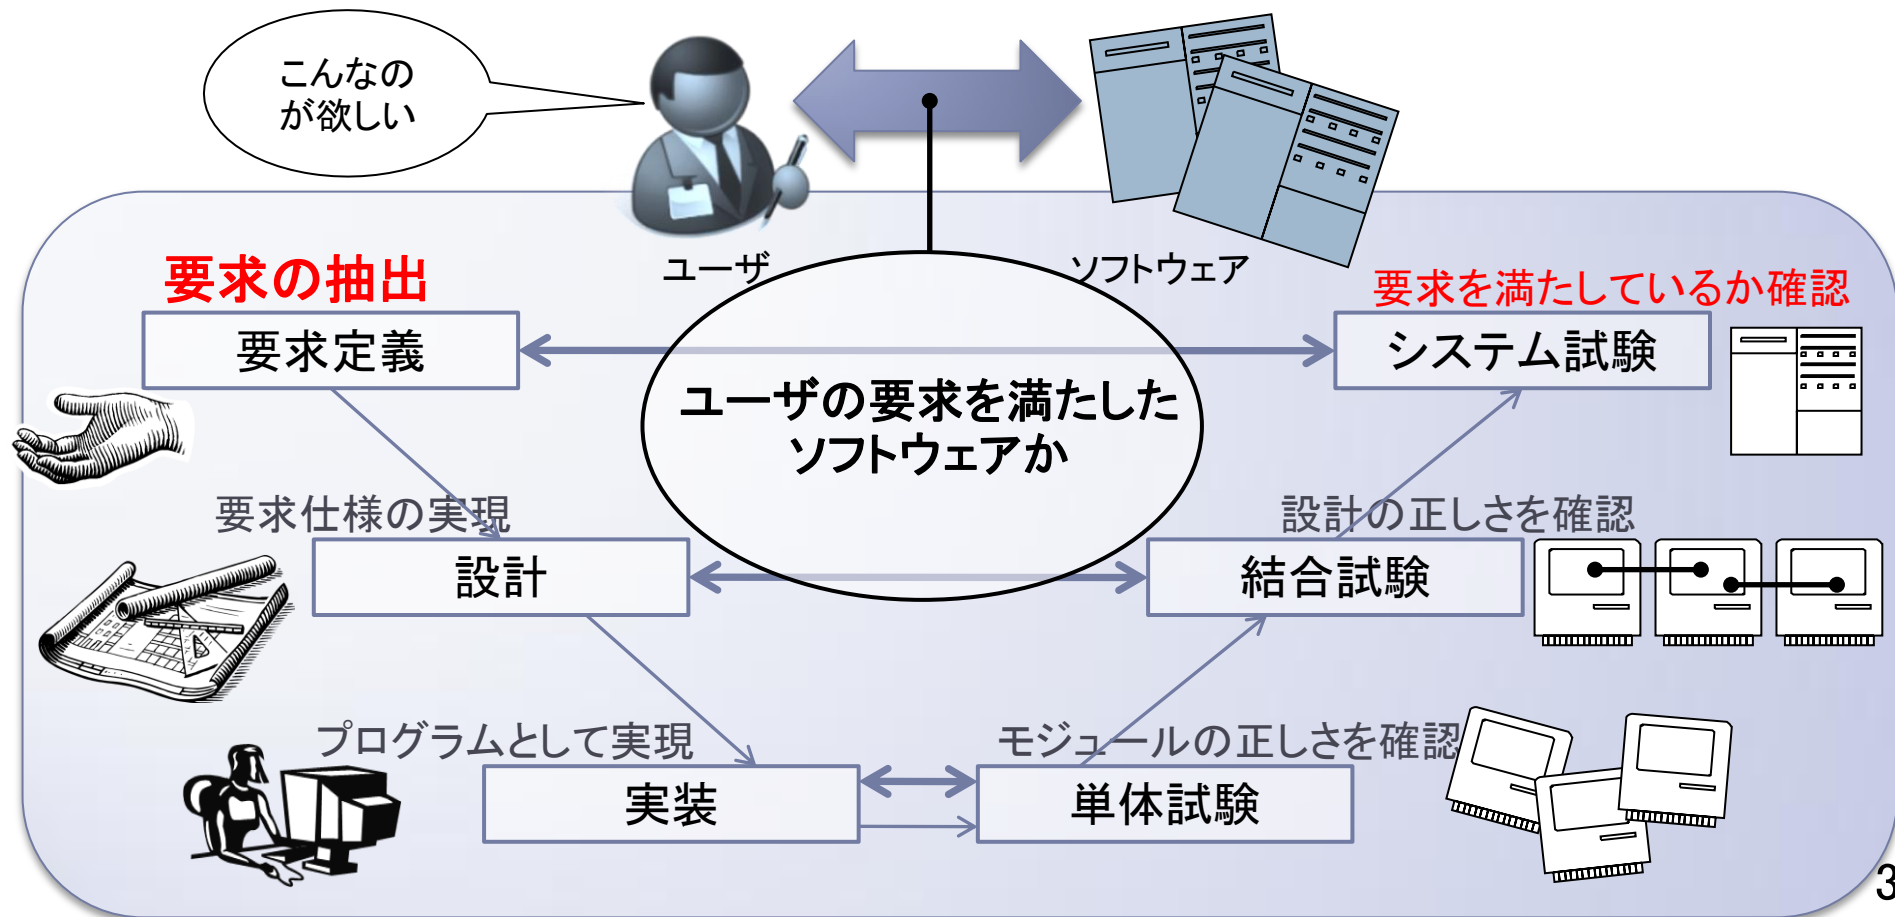 こんなの
が欲しい
ユーザ
ソフトウェア
要求の抽出
要求を満たしているか確認
要求定義
システム試験
ユーザの要求を満たした
ソフトウェアか
要求仕様の実現
設計の正しさを確認
設計
結合試験
プログラムとして実現
モジュールの正しさを確認
実装
単体試験
3